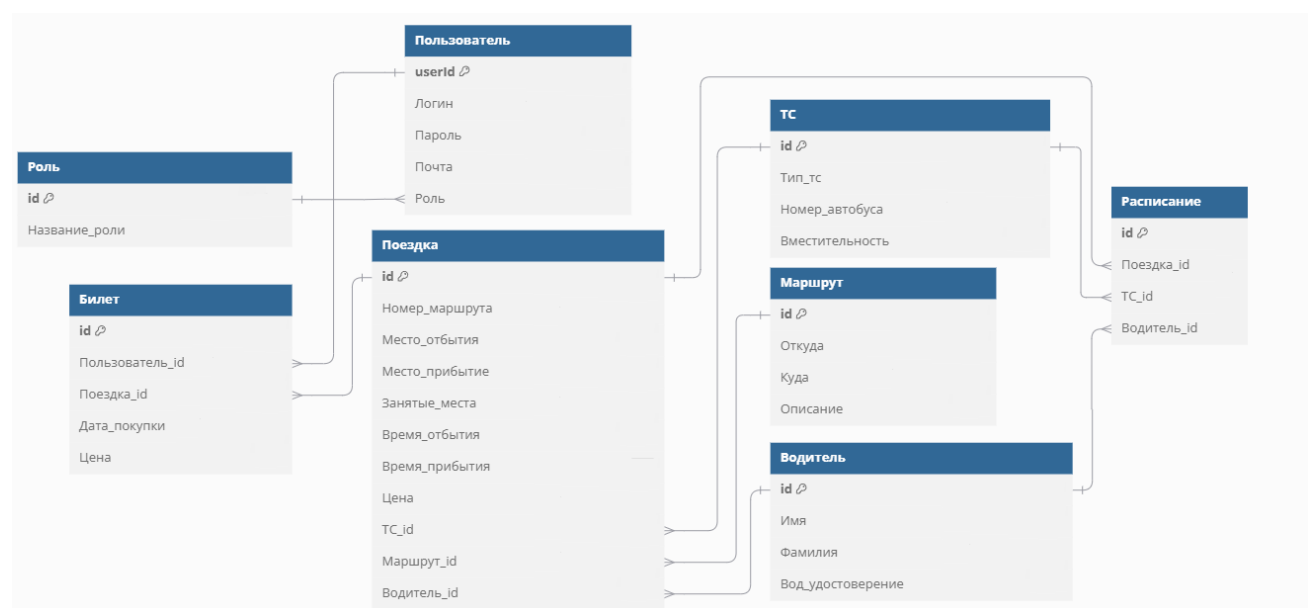 Пользователь
userId
Логин
Пароль
Почта
Роль
Роль
id
Название_роли
Билет
id
Пользователь_id
Поездка_id
Дата_покупки
Цена
Поездка
id
Номер_маршрута
Место_отбытия
Место_прибытие
Занятые_места
Время_отбытия
Время_прибытия
Цена
ТС_id
Маршрут_id
Водитель_id
ТС
id
Тип_тс
Номер_автобуса
Вместительность
Маршрут
id
Откуда
Куда
Описание
Водитель
id
Имя
Фамилия
Вод_удостоверение
Расписание
id
Поездка_id
ТС_id
Водитель_id